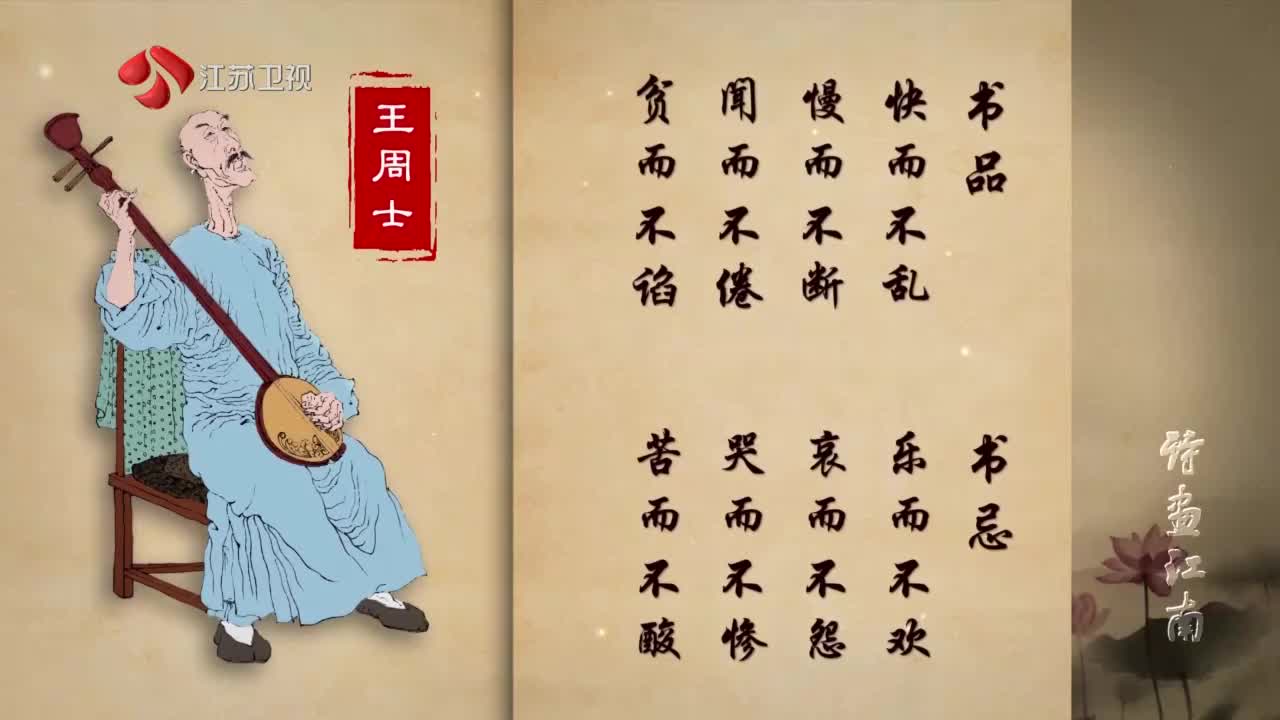 江苏卫视
王周士
书品
快而不乱
慢而不断
闻而不倦
贫而不谄
书忌
乐而不欢
哀而不怨
哭而不惨
苦而不酸
诗画江南